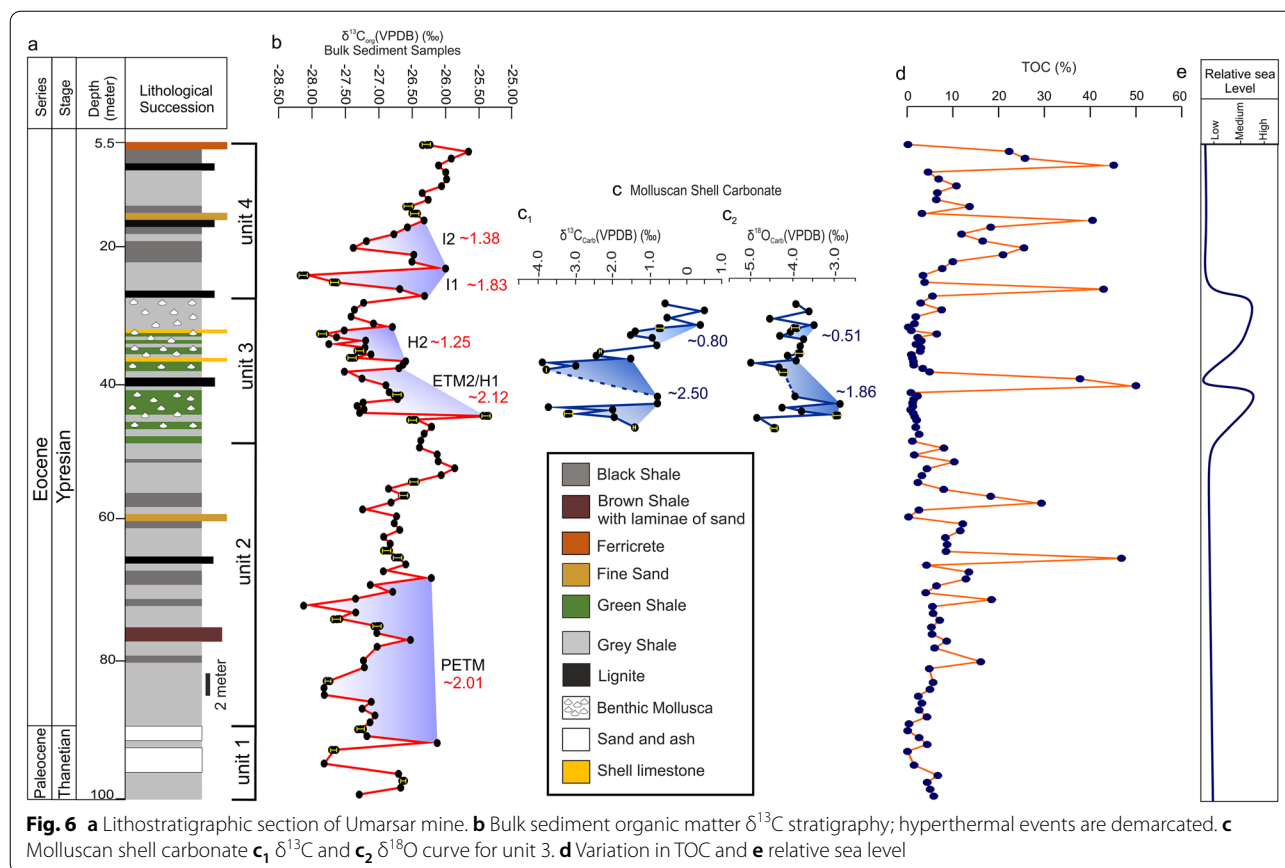 a
Series
Stage
Depth (meter)
Lithological Succession
Eocene
Ypresian
Paleocene
Thanetian
5.5
20
40
60
80
100
2 meter
unit 4
unit 3
unit 2
unit 1
b
δ13Corg(VPDB) (‰)
Bulk Sediment Samples
-28.50
-28.00
-27.50
-27.00
-26.50
-26.00
-25.50
-25.00
I2 ~1.38
I1 ~1.83
H2 ~1.25
ETM2/H1
~2.12
PETM
~2.01
c Molluscan Shell Carbonate
c1
δ13CCarb(VPDB) (‰)
-4.0
-3.0
-2.0
-1.0
0
1.0
~0.80
~2.50
c2
δ18OCarb(VPDB) (‰)
-5.0
-4.0
-3.0
~0.51
~1.86
Black Shale
Brown Shale
with laminae of sand
Ferricrete
Fine Sand
Green Shale
Grey Shale
Lignite
Benthic Mollusca
Sand and ash
Shell limestone
d
TOC (%)
0
10
20
30
40
50
60
e
Relative sea
Level
Low
Medium
High
Fig. 6 a Lithostratigraphic section of Umarsar mine. b Bulk sediment organic matter δ13C stratigraphy; hyperthermal events are demarcated. c
Molluscan shell carbonate c1 δ13C and c2 δ18O curve for unit 3. d Variation in TOC and e relative sea level